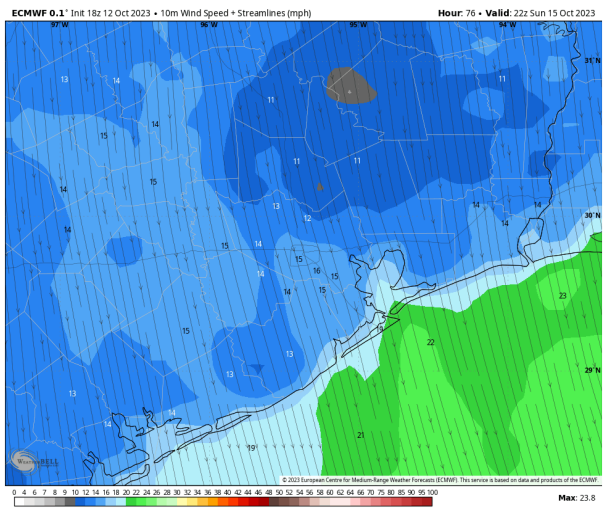 ECMWF 0.1° Init 18z 12 Oct 2023 • 10m Wind Speed + Streamlines (mph) Hour: 76 • Valid: 22z Sun 15 Oct 2023
97°W 96°W 95°W 94°W
31°N
13 14 11
11
14
15
11 11
15
14
13 14 14
12 30°N
14
14
15 14
15
14 16 15
14 15
23
19
15 22
13 29°N
13
13
14
14
21
19
WeatherBELL
© 2023 European Centre for Medium-Range Weather Forecasts (ECMWF). This service is based on data and products of the ECMWF.
0 2 4 5 6 7 8 9 10 12 14 16 18 20 22 24 26 28 30 32 34 36 38 40 42 44 46 48 50 52 54 56 58 60 62 64 66 70 75 80 85 90 95 100
Max: 23.8